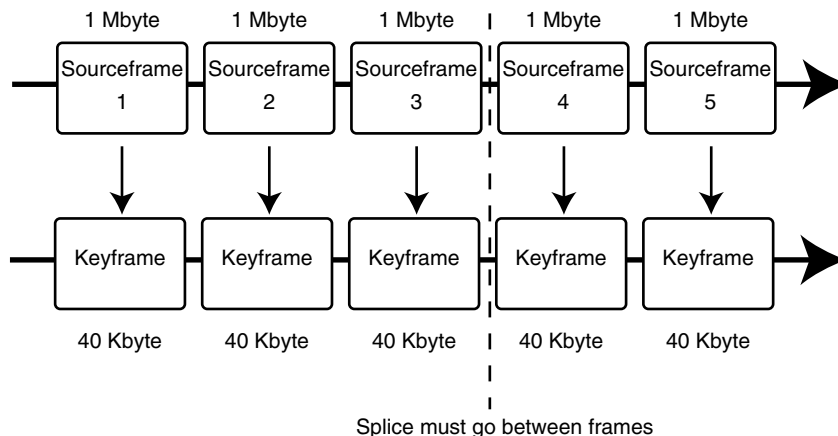 1 Mbyte 1 Mbyte 1 Mbyte 1 Mbyte 1 Mbyte
Sourceframe Sourceframe Sourceframe Sourceframe Sourceframe
1 2 3 4 5
Keyframe Keyframe Keyframe Keyframe Keyframe
40 Kbyte 40 Kbyte 40 Kbyte 40 Kbyte 40 Kbyte
Splice must go between frames